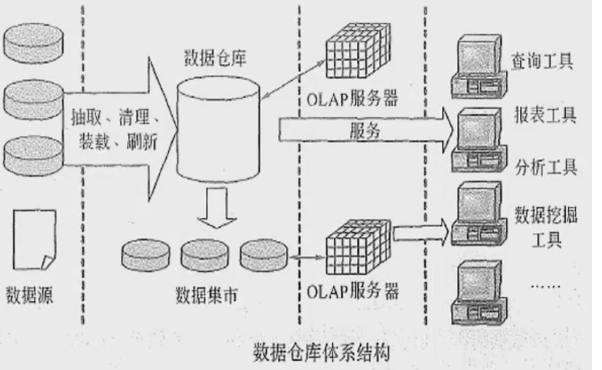 数据仓库
抽取、清理、
装载、刷新
OLAP服务器
服务
查询工具
报表工具
分析工具
数据挖掘
工具
……
数据源
数据集市
OLAP服务器
数据仓库体系结构